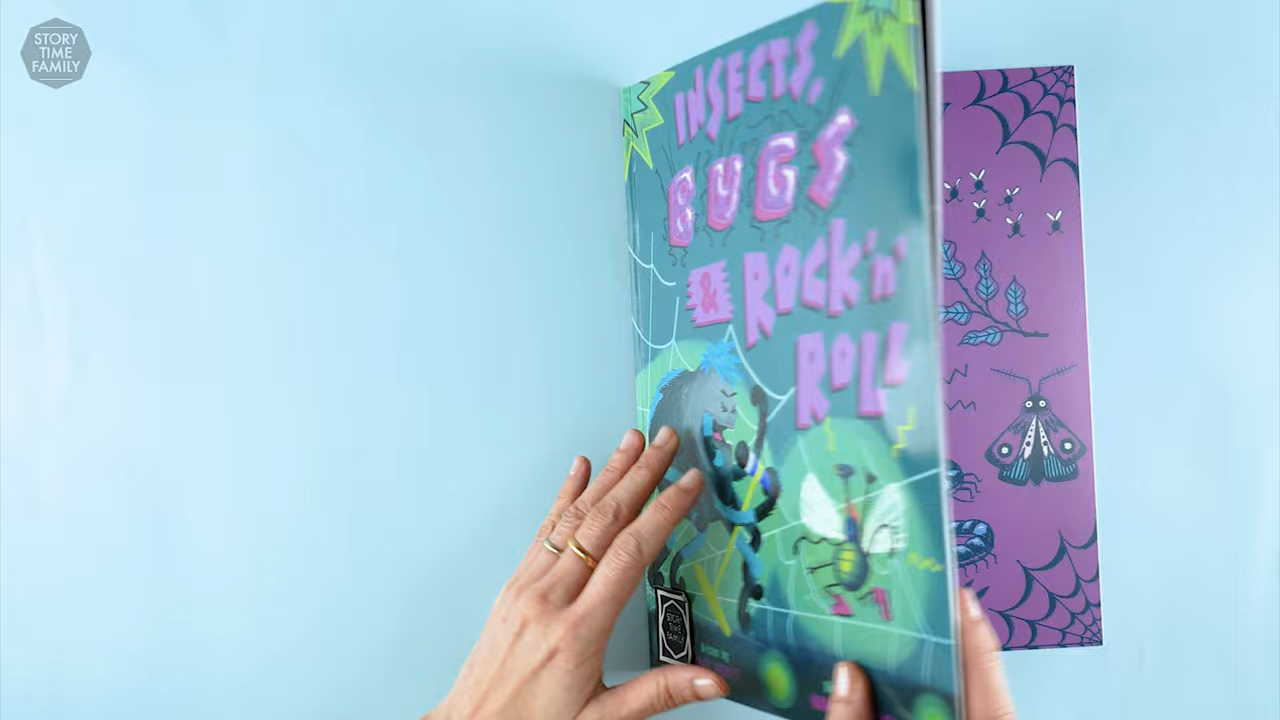 STORY
TIME
FAMILY
INSECTS,
BUGS
& ROCK'n'
ROLL
STORY
TIME
FAMILY